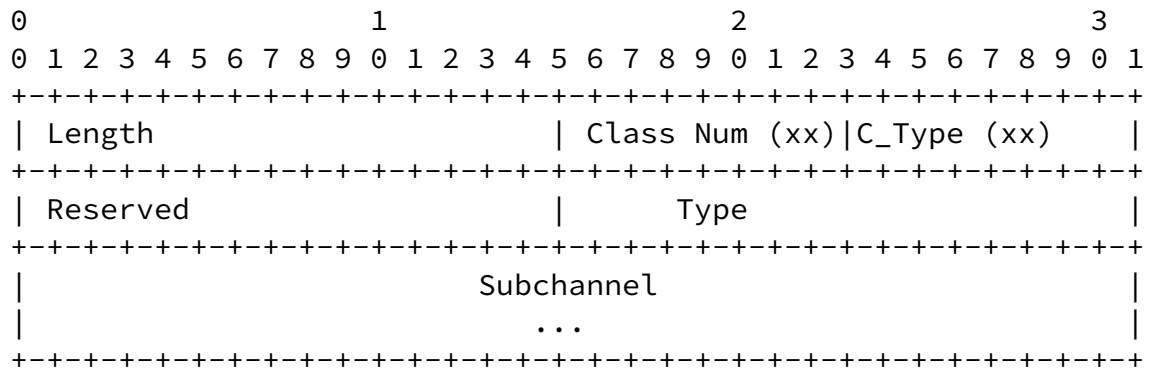 0                   1                   2                   3
0 1 2 3 4 5 6 7 8 9 0 1 2 3 4 5 6 7 8 9 0 1 2 3 4 5 6 7 8 9 0 1
+-+-+-+-+-+-+-+-+-+-+-+-+-+-+-+-+-+-+-+-+-+-+-+-+-+-+-+-+-+-+-+
| Length                      | Class Num (xx)|C_Type (xx)    |
+-+-+-+-+-+-+-+-+-+-+-+-+-+-+-+-+-+-+-+-+-+-+-+-+-+-+-+-+-+-+-+
| Reserved                    |      Type                     |
+-+-+-+-+-+-+-+-+-+-+-+-+-+-+-+-+-+-+-+-+-+-+-+-+-+-+-+-+-+-+-+
|                         Subchannel                          |
|                            ...                              |
+-+-+-+-+-+-+-+-+-+-+-+-+-+-+-+-+-+-+-+-+-+-+-+-+-+-+-+-+-+-+-+